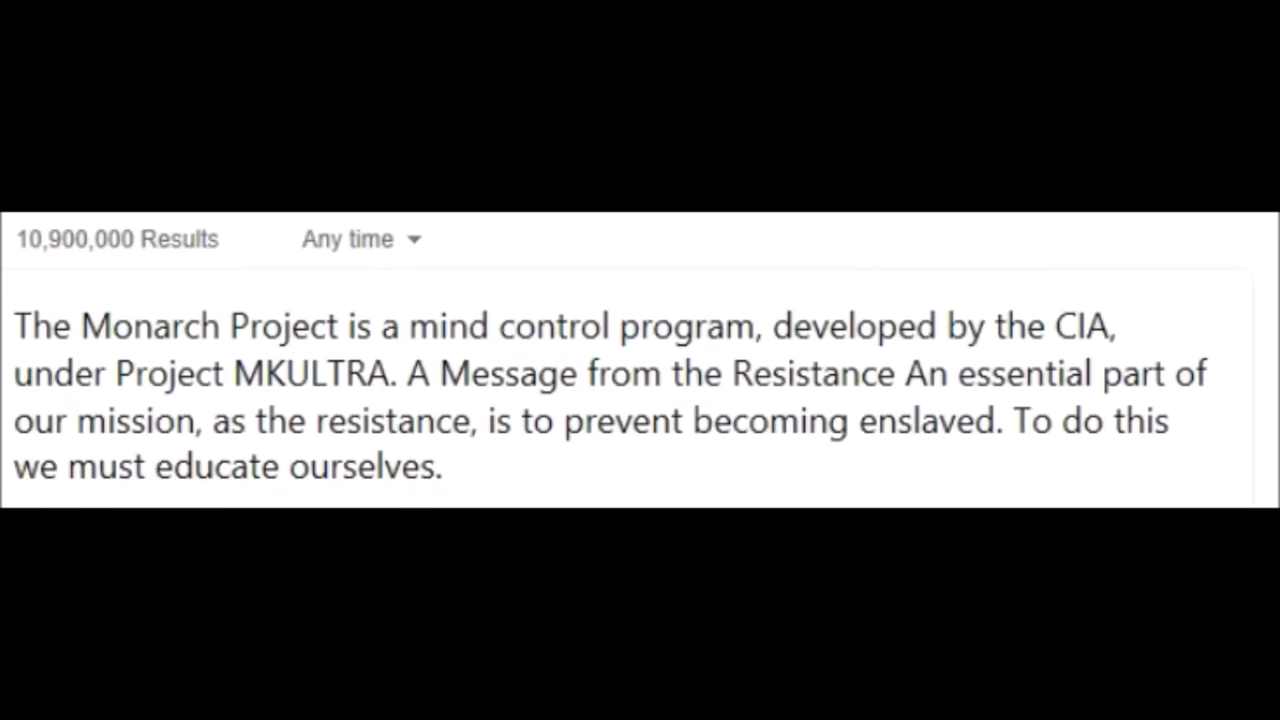 10,900,000 Results Any time
The Monarch Project is a mind control program, developed by the CIA,
under Project MKULTRA. A Message from the Resistance An essential part of
our mission, as the resistance, is to prevent becoming enslaved. To do this
we must educate ourselves.